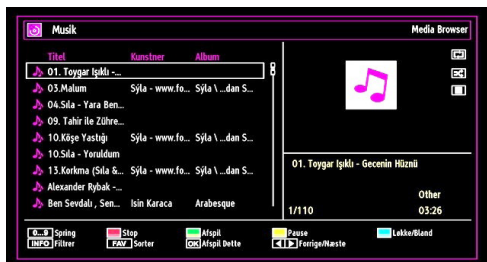 Musik
Media Browser
Titel Kunstner Album
01. Toygar Işıklı -...
03.Malum Sýla - www.fo... Sýla \ ...dan S...
04.Sıla - Yara Ben...
09. Tahir ile Zühre...
10.Köşe Yastığı Sýla - www.fo... Sýla \ ...dan S...
10.Sıla - Yoruldum
13.Korkma (Sıla &... Sýla - www.fo... Sýla \ ...dan S...
Alexander Rybak -...
Ben Sevdalı , Sen... Isin Karaca Arabesque
01. Toygar Işıklı - Gecenin Hüznü
Other
1/110 03:26
0...9 Spring Stop Afspil Pause Løkke/Bland
INFO Filtrer FAV Sorter OK Afspil Dette Forrige/Næste